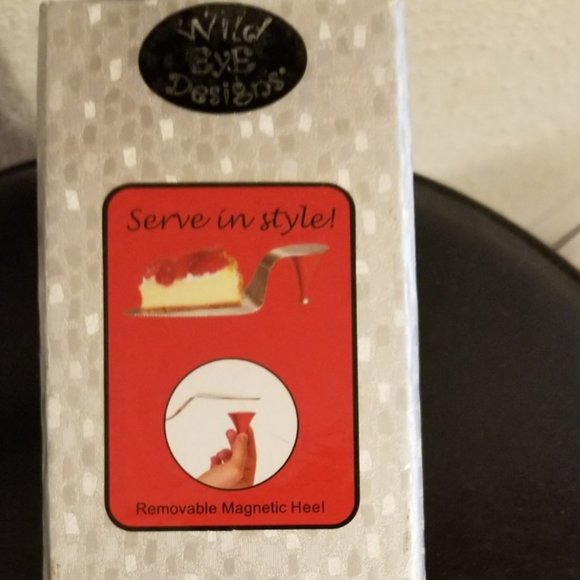 Wild
EyE
Designs
Serve in style!
Removable Magnetic Heel